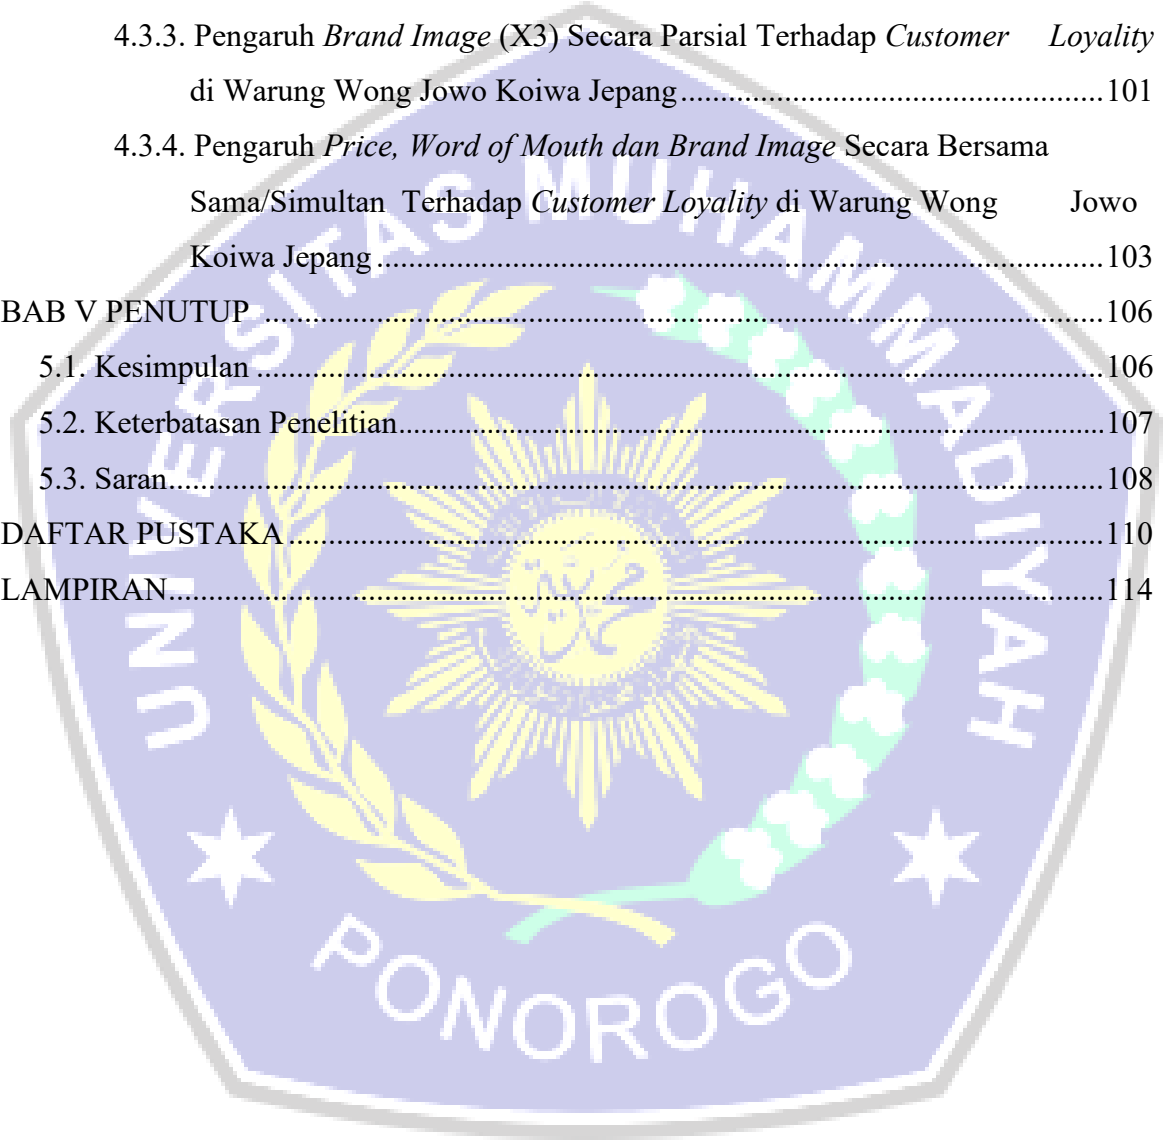 4.3.3. Pengaruh Brand Image (X3) Secara Parsial Terhadap Customer Loyality
di Warung Wong Jowo Koiwa Jepang.....................................................101
4.3.4. Pengaruh Price, Word of Mouth dan Brand Image Secara Bersama
Sama/Simultan Terhadap Customer Loyality di Warung Wong Jowo
Koiwa Jepang...........................................................................................103
BAB V PENUTUP .........................................................................................................106
5.1. Kesimpulan..........................................................................................................106
5.2. Keterbatasan Penelitian........................................................................................107
5.3. Saran.....................................................................................................................108
DAFTAR PUSTAKA......................................................................................................110
LAMPIRAN.....................................................................................................................114
UNIVERSITAS MUHAMMADIYAH
PONOROGO